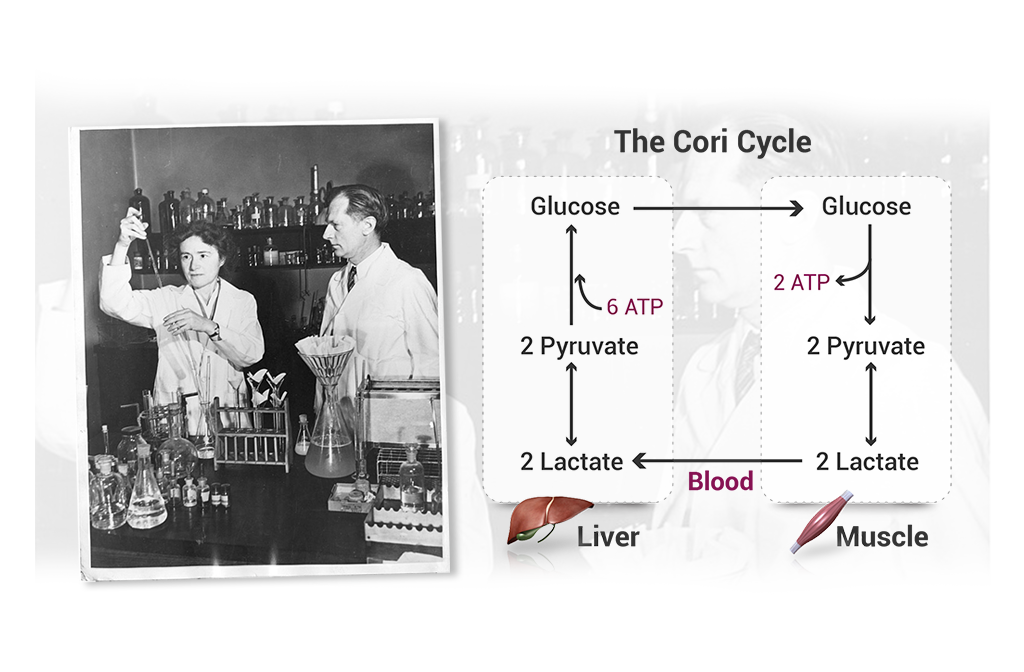 The Cori Cycle
Glucose
Glucose
2 ATP
6 ATP
2 Pyruvate
2 Pyruvate
2 Lactate
2 Lactate
Blood
Liver
Muscle